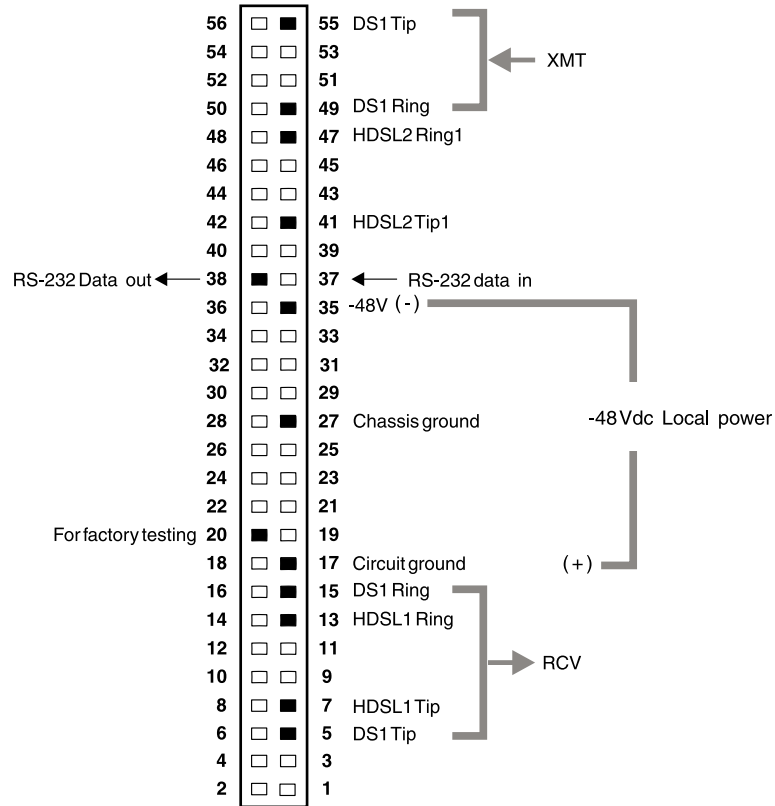 56 55 DS1 Tip
54 53
XMT
52 51
50 49 DS1 Ring
48 47 HDSL2 Ring1
46 45
44 43
42 41 HDSL2 Tip1
40 39
RS-232 Data out 38 37 RS-232 data in
36 35 -48V (-)
34 33
32 31
30 29
28 27 Chassis ground -48 Vdc Local power
26 25
24 23
22 21
For factory testing 20 19
18 17 Circuit ground (+)
16 15 DS1 Ring
14 13 HDSL1 Ring
12 11
RCV
10 9
8 7 HDSL1 Tip
6 5 DS1 Tip
4 3
2 1